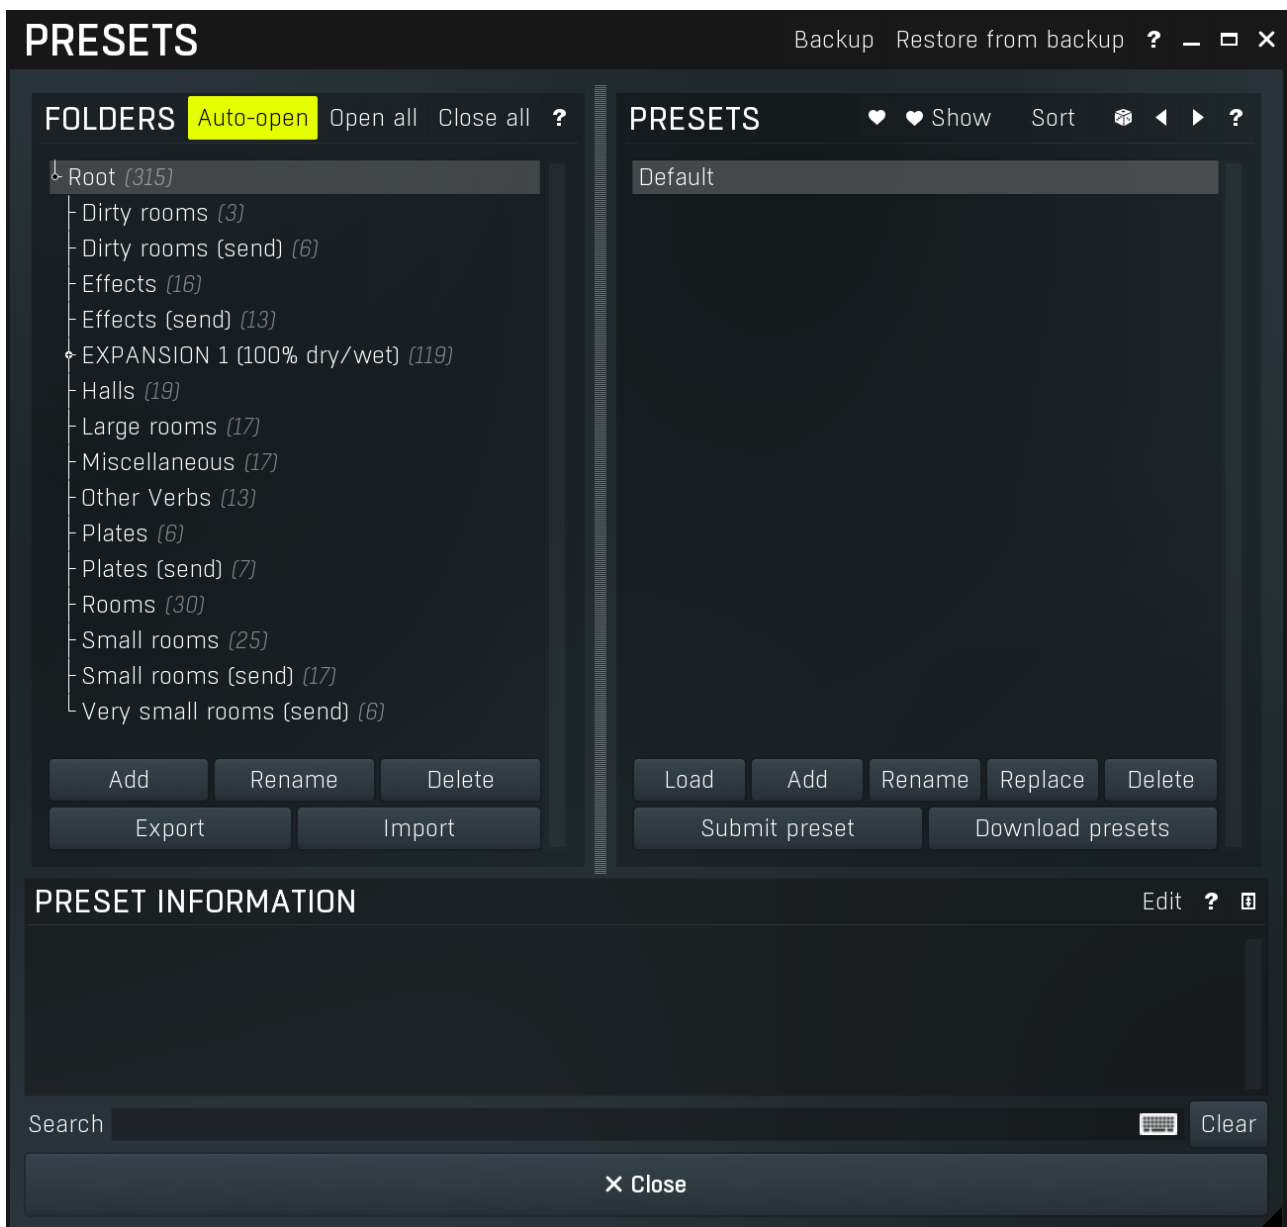 PRESETS Backup Restore from backup ?
FOLDERS Auto-open Open all Close all ?
Root (315)
Dirty rooms (3)
Dirty rooms (send) (6)
Effects (16)
Effects (send) (13)
EXPANSION 1 (100% dry/wet) (119)
Halls (19)
Large rooms (17)
Miscellaneous (17)
Other Verbs (13)
Plates (6)
Plates (send) (7)
Rooms (30)
Small rooms (25)
Small rooms (send) (17)
Very small rooms (send) (6)
Add Rename Delete
Export Import
PRESETS Show Sort ?
Default
Load Add Rename Replace Delete
Submit preset Download presets
PRESET INFORMATION Edit ?
Search Clear
Close